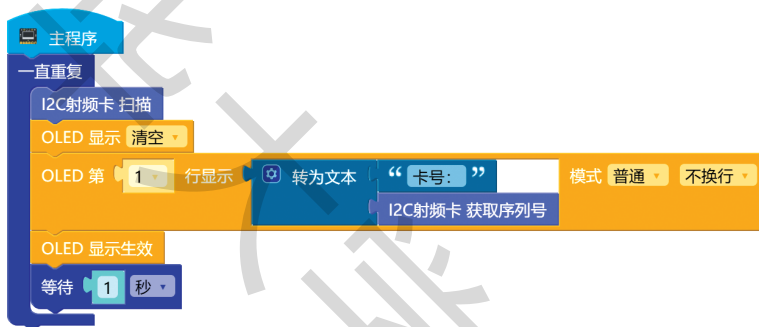 主程序
一直重复
I2C射频卡 扫描
OLED 显示 清空
OLED 第 1 行显示 转为文本 “ 卡号： ” 模式 普通 不换行
I2C射频卡 获取序列号
OLED 显示生效
等待 1 秒